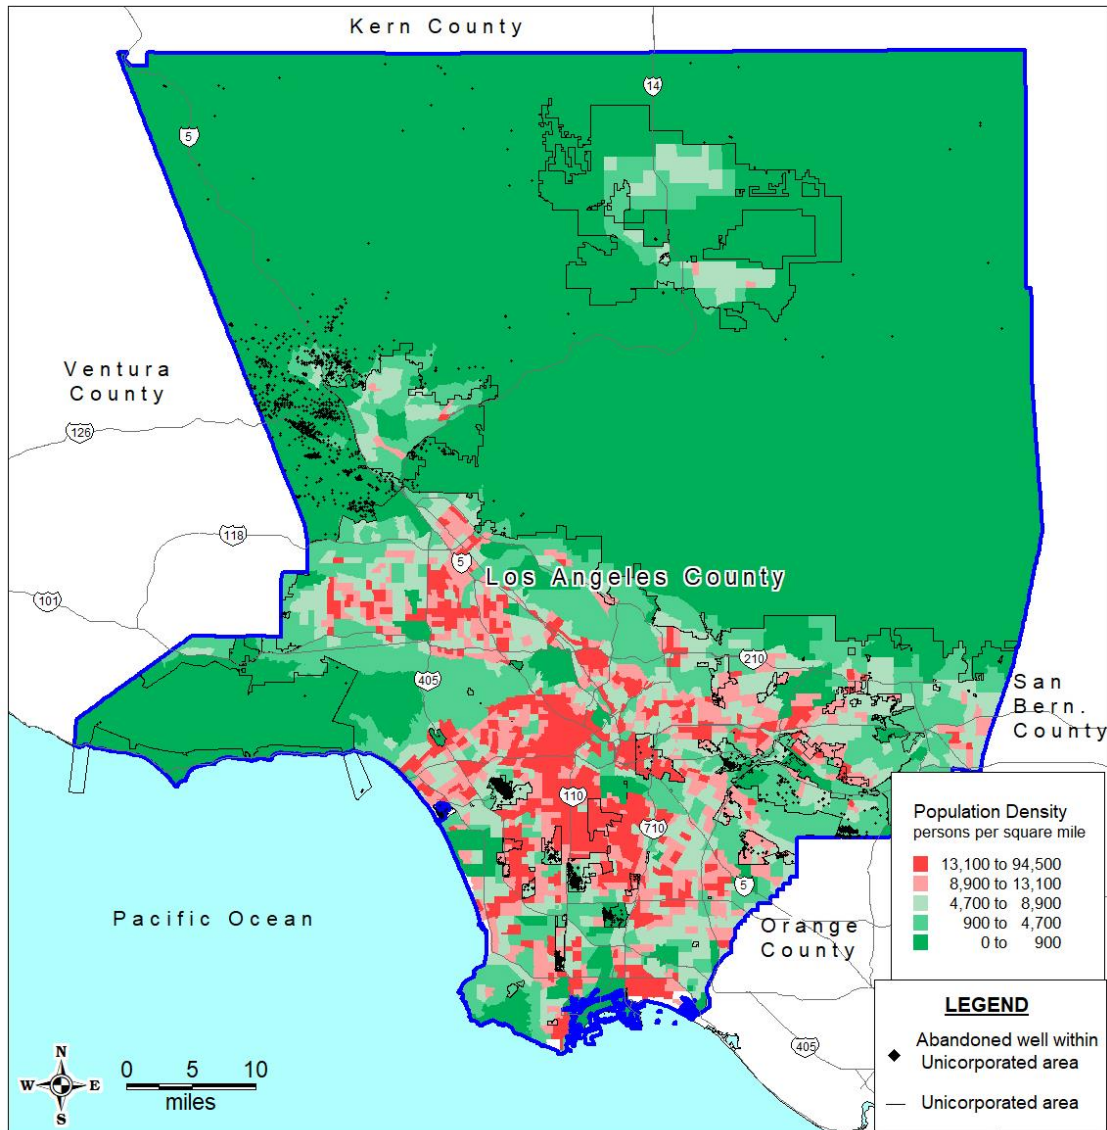 Kern County
14
5
Ventura
County
126
118
5
Los Angeles County
101
210
405
San
Bern.
County
110
710
Population Density
persons per square mile
13,100 to 94,500
8,900 to 13,100
4,700 to 8,900
900 to 4,700
0 to 900
5
Pacific Ocean
Orange
County
LEGEND
Abandoned well within
Unicorporated area
Unicorporated area
405
N
W E
S
0 5 10
miles